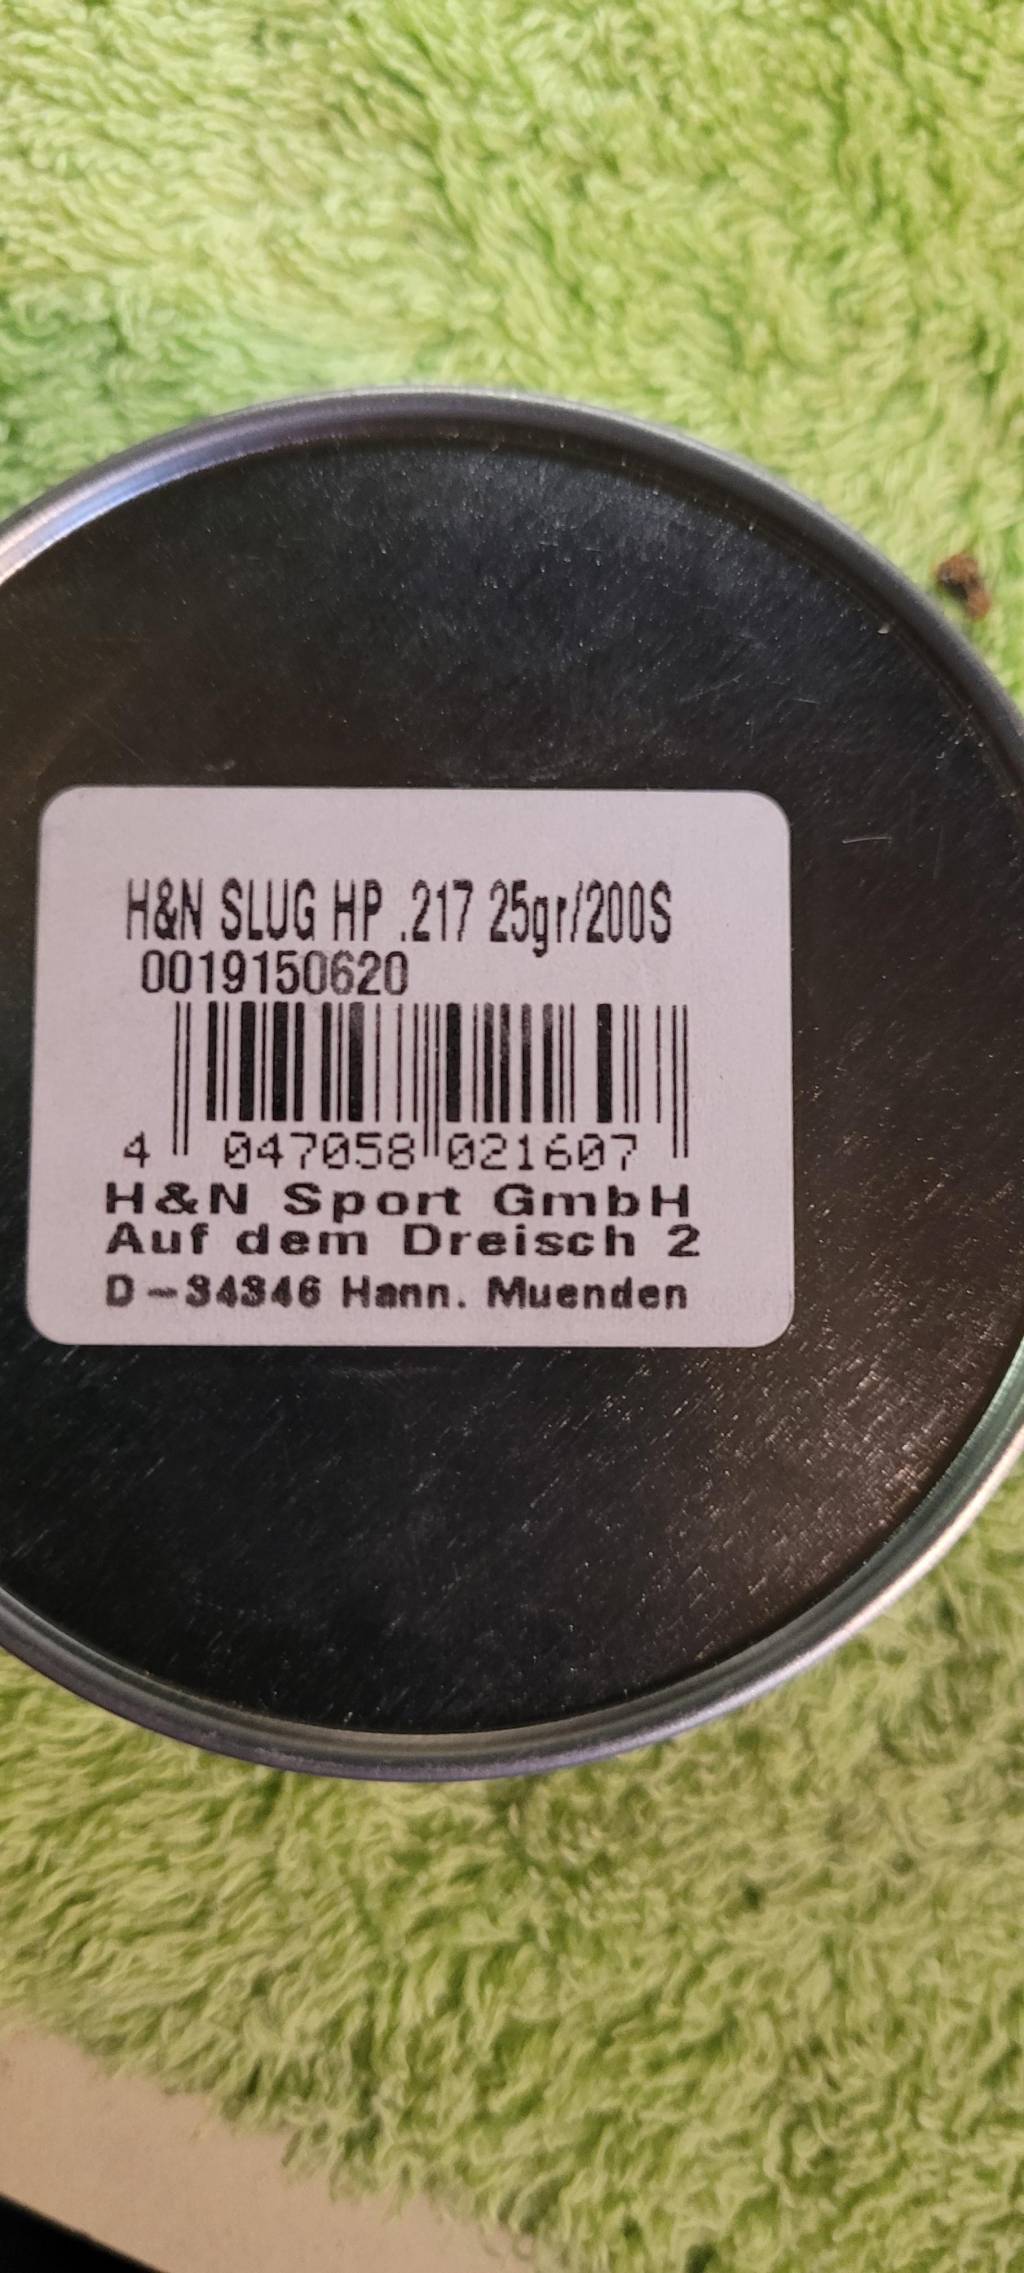 H&N SLUG HP .217 25gr/200S
0019150620
4 047058 021607
H&N Sport GmbH
Auf dem Dreisch 2
D-34346 Hann. Muenden